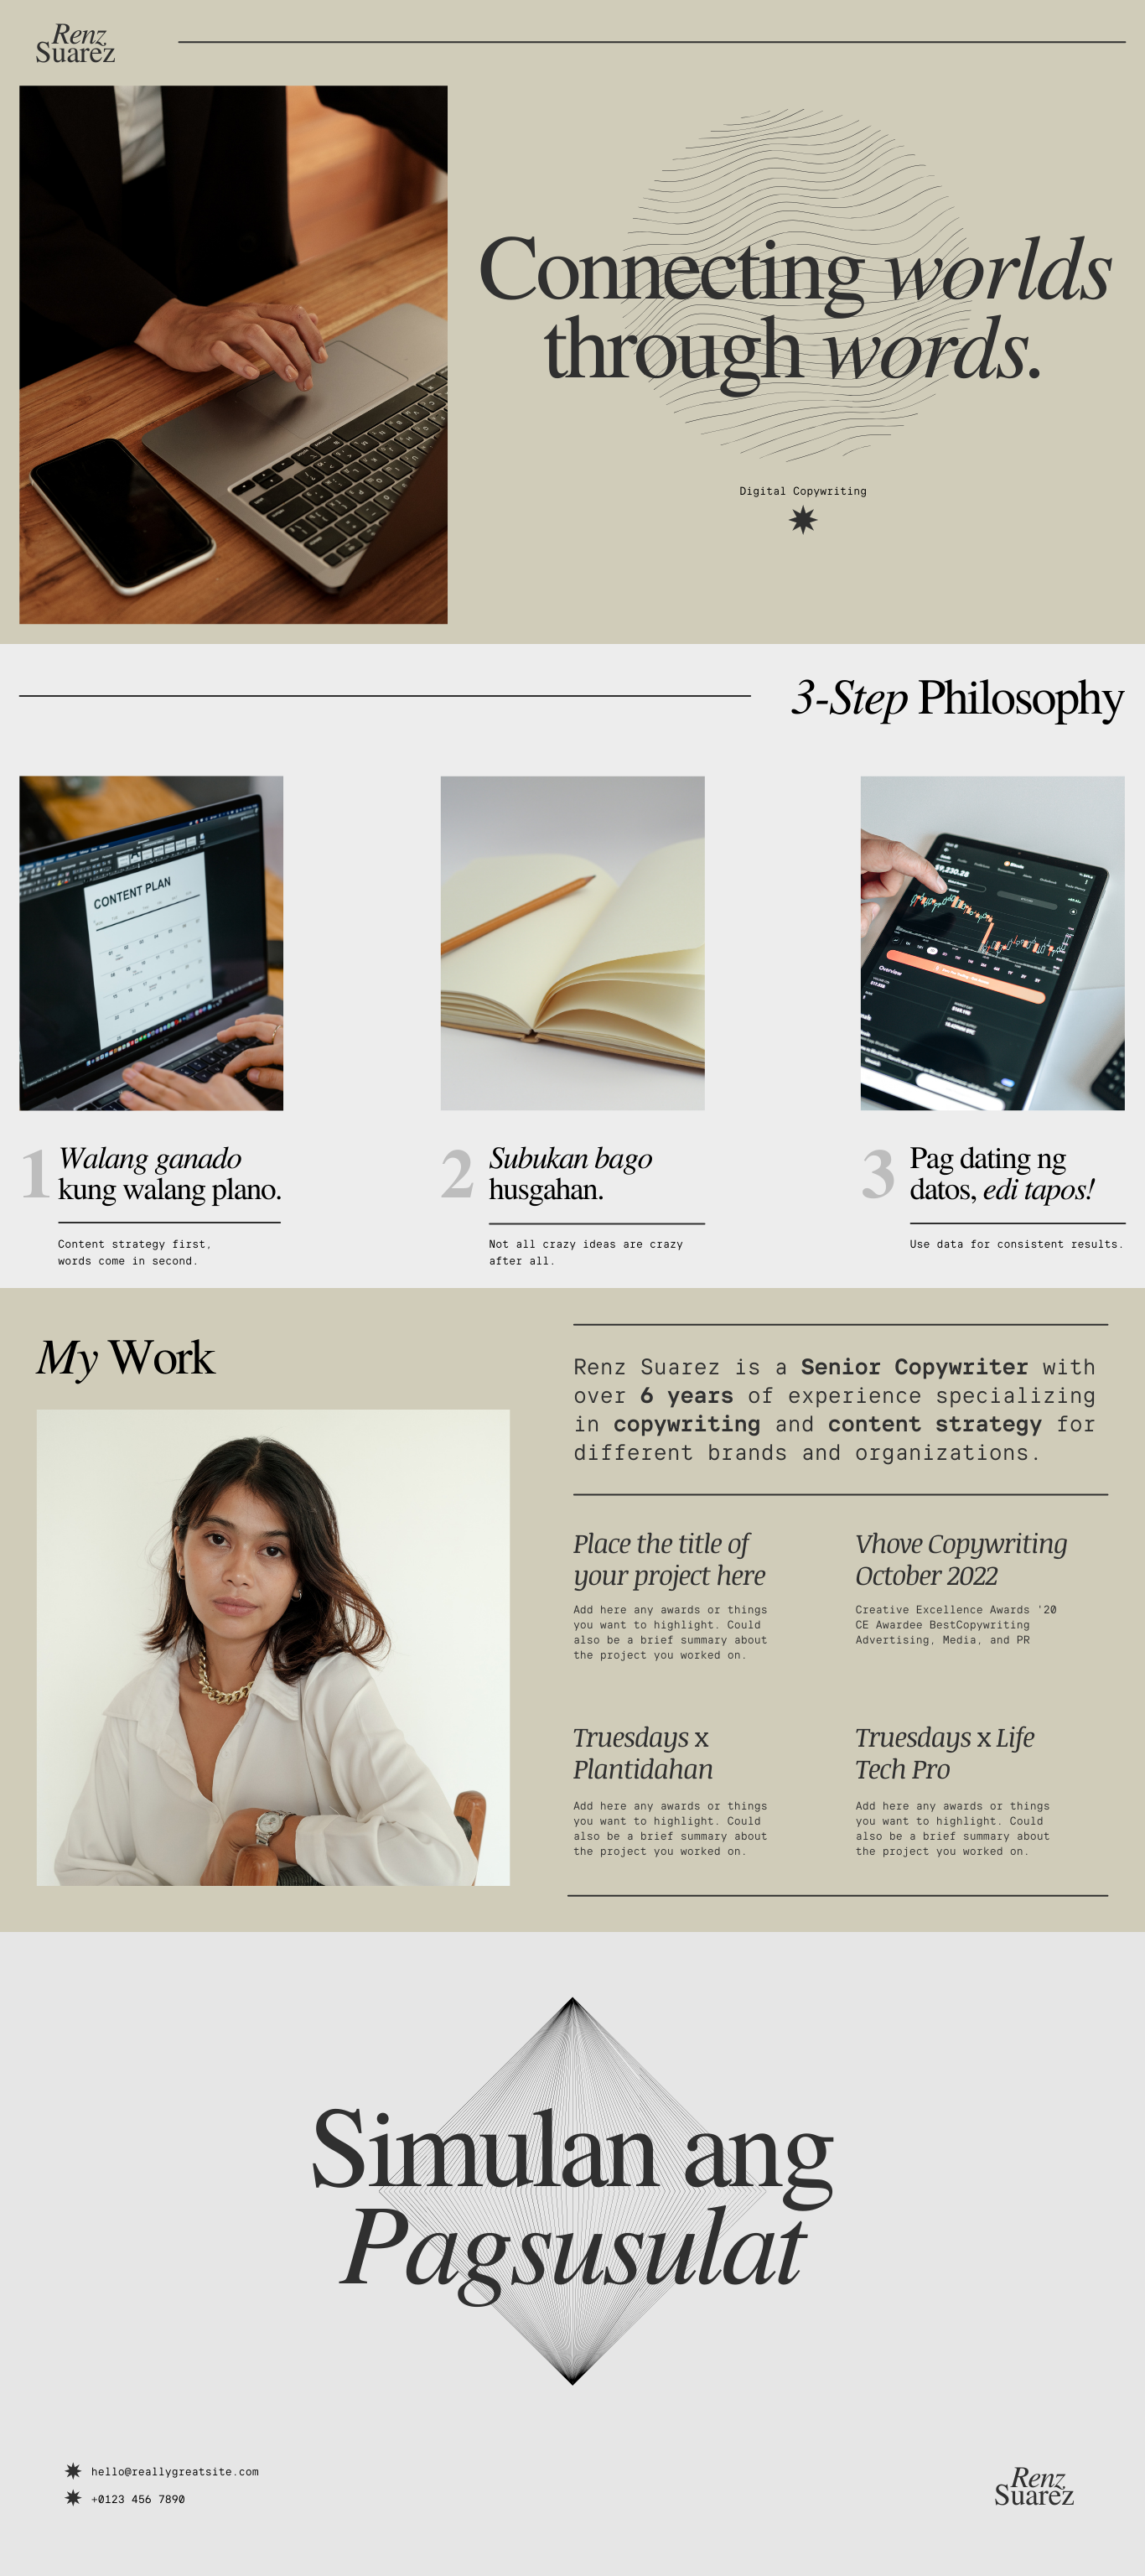 Renz
Suarez
Connecting worlds
through words.
Digital Copywriting
3-Step Philosophy
CONTENT PLAN
$9,230.28
Overview
1
Walang ganado
kung walang plano.
Content strategy first,
words come in second.
2
Subukan bago
husgahan.
Not all crazy ideas are crazy
after all.
3
Pag dating ng
datos, edi tapos!
Use data for consistent results.
My Work
Renz Suarez is a Senior Copywriter with
over 6 years of experience specializing
in copywriting and content strategy for
different brands and organizations.
Place the title of
your project here
Add here any awards or things
you want to highlight. Could
also be a brief summary about
the project you worked on.
Vhove Copywriting
October 2022
Creative Excellence Awards '20
CE Awardee BestCopywriting
Advertising, Media, and PR
Truesdays x
Plantidahan
Add here any awards or things
you want to highlight. Could
also be a brief summary about
the project you worked on.
Truesdays x Life
Tech Pro
Add here any awards or things
you want to highlight. Could
also be a brief summary about
the project you worked on.
Simulan ang
Pagsusulat
hello@reallygreatsite.com
+0123 456 7890
Renz
Suarez